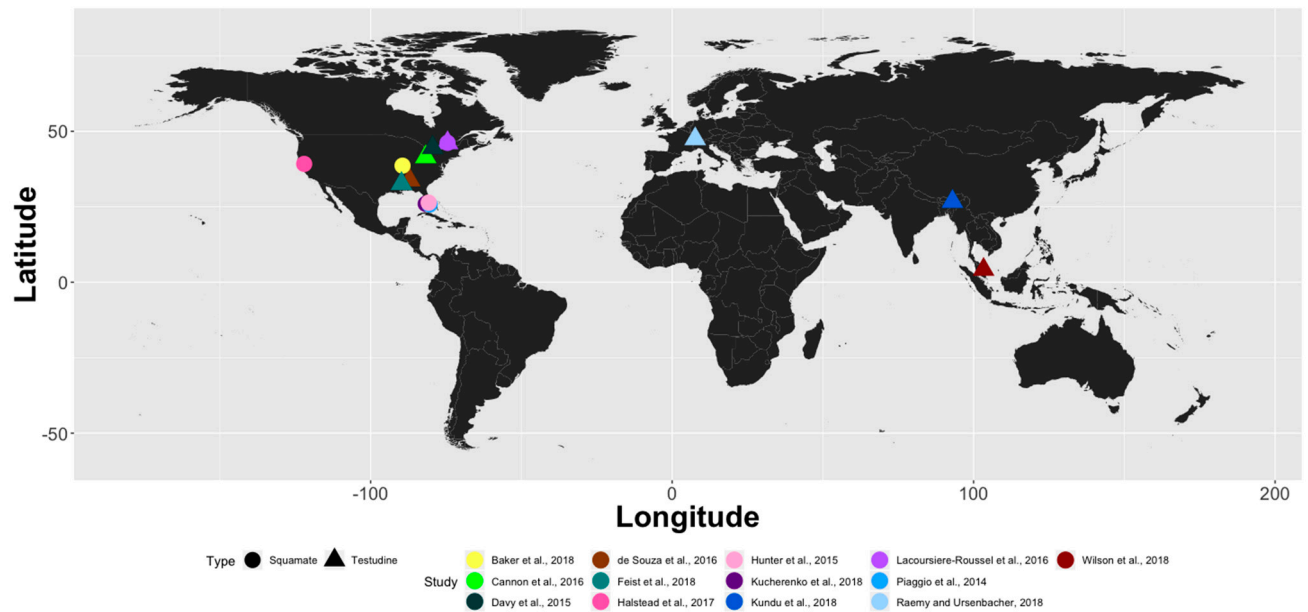 Latitude
50
0
-50
-100
0
100
200
Longitude
Type
Squamate
Testudine
Study
Baker et al., 2018
Cannon et al., 2016
Davy et al., 2015
de Souza et al., 2016
Feist et al., 2018
Halstead et al., 2017
Hunter et al., 2015
Kucherenko et al., 2018
Kundu et al., 2018
Lacoursiere-Roussel et al., 2016
Piaggio et al., 2014
Raemy and Ursenbacher, 2018
Wilson et al., 2018